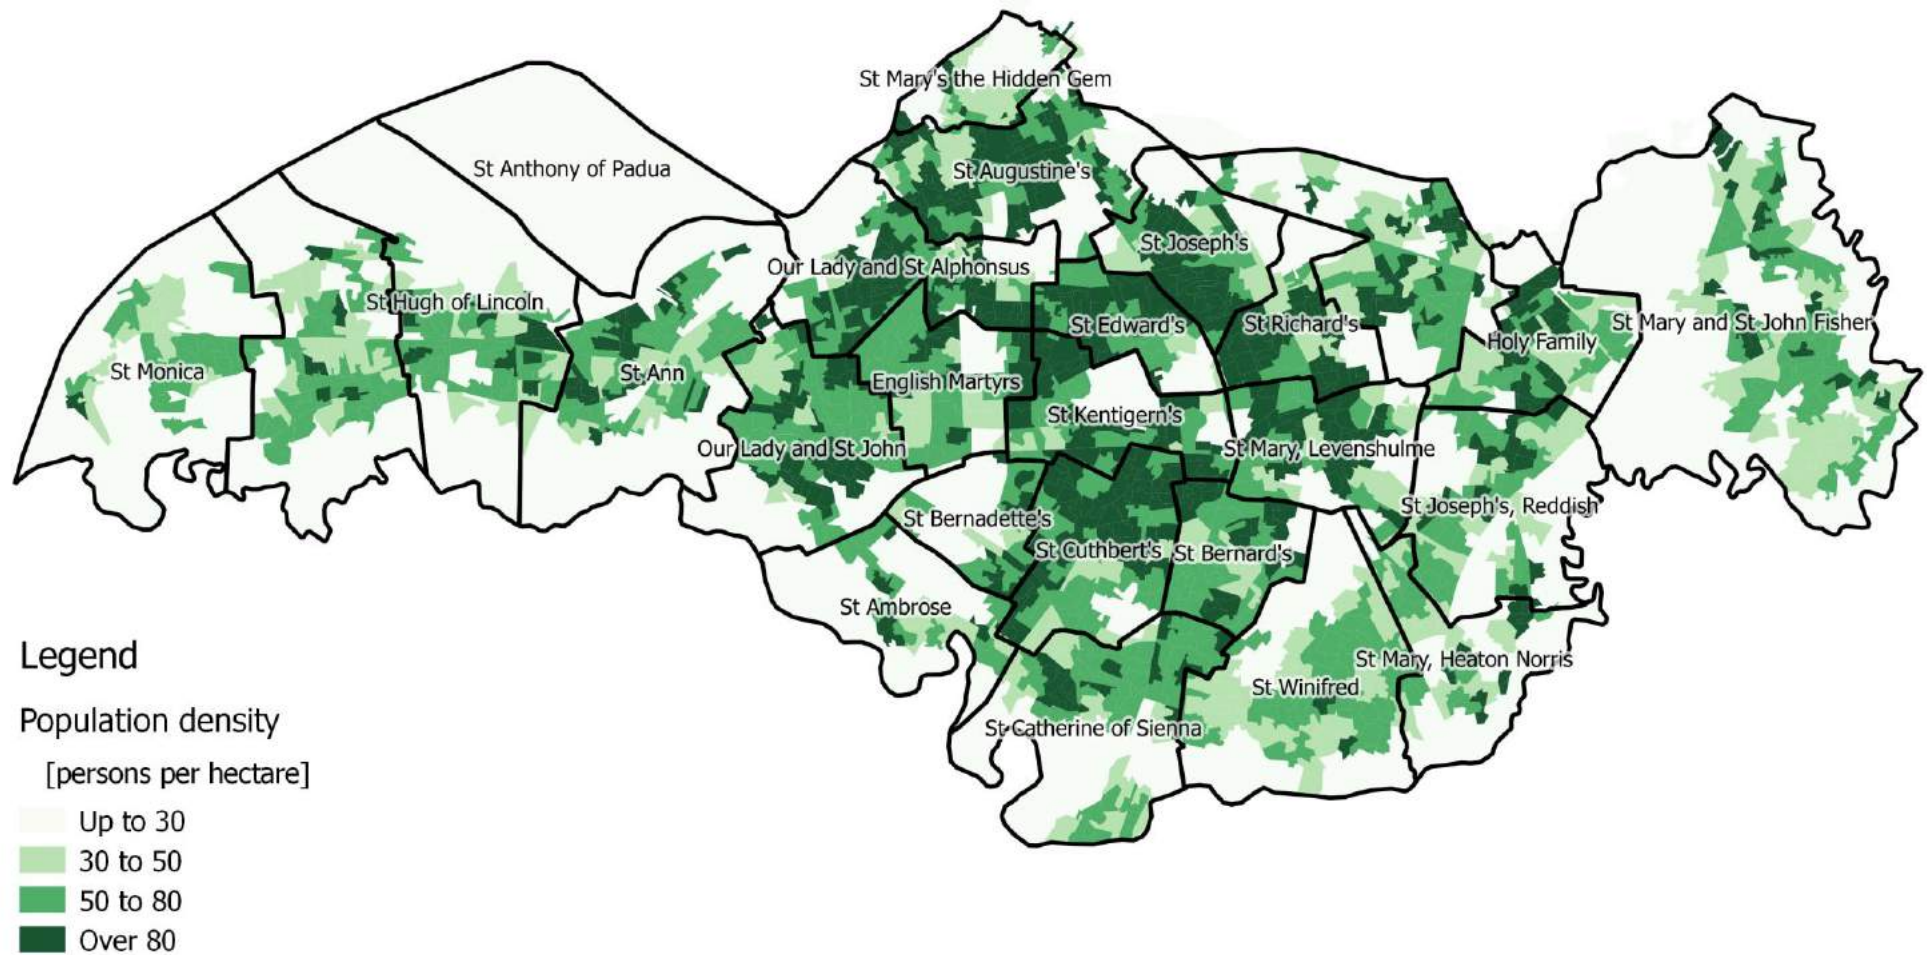 St Mary's the Hidden Gem
St Anthony of Padua
St Augustine's
St Joseph's
Our Lady and St Alphonsus
St Hugh of Lincoln
St Edward's
St Richard's
St Mary and St John Fisher
Holy Family
St Monica
St Ann
English Martyrs
St Kentigern's
Our Lady and St John
St Mary, Levenshulme
St Joseph's, Reddish
St Bernadette's
St Cuthbert's
St Bernard's
St Ambrose
St Mary, Heaton Norris
St Winifred
St Catherine of Sienna
Legend
Population density
[persons per hectare]
Up to 30
30 to 50
50 to 80
Over 80